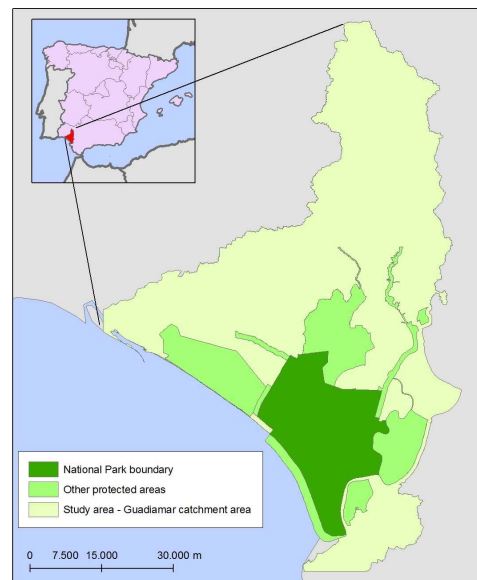 National Park boundary
Other protected areas
Study area - Guadiamar catchment area
0 7.500 15.000 30.000 m